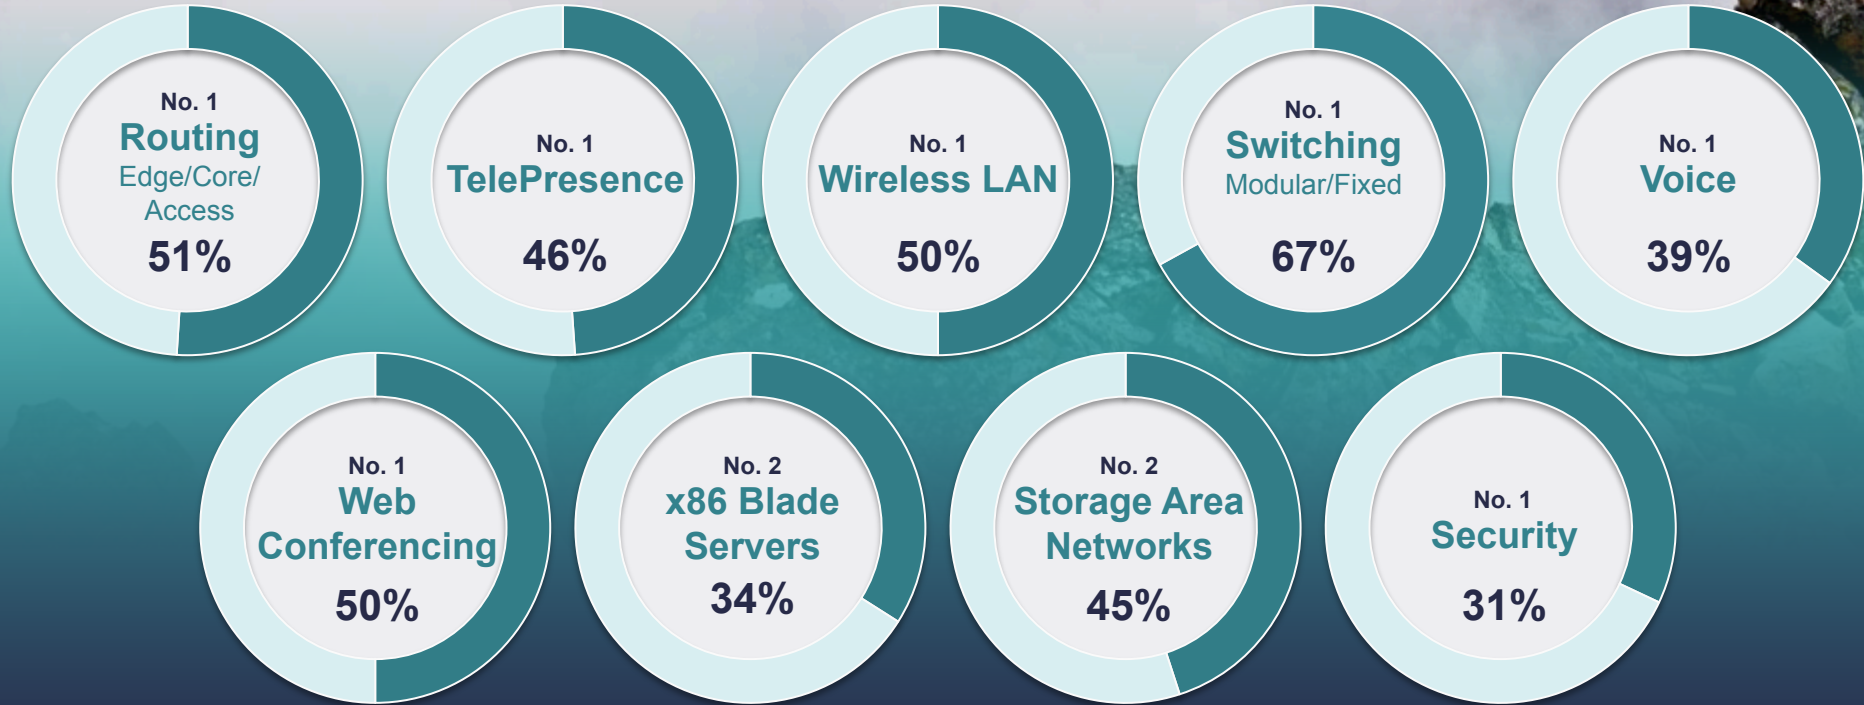 No. 1
Routing
Edge/Core/
Access
51%
No. 1
TelePresence
46%
No. 1
Wireless LAN
50%
No. 1
Switching
Modular/Fixed
67%
No. 1
Voice
39%
No. 1
Web
Conferencing
50%
No. 2
x86 Blade
Servers
34%
No. 2
Storage Area
Networks
45%
No. 1
Security
31%